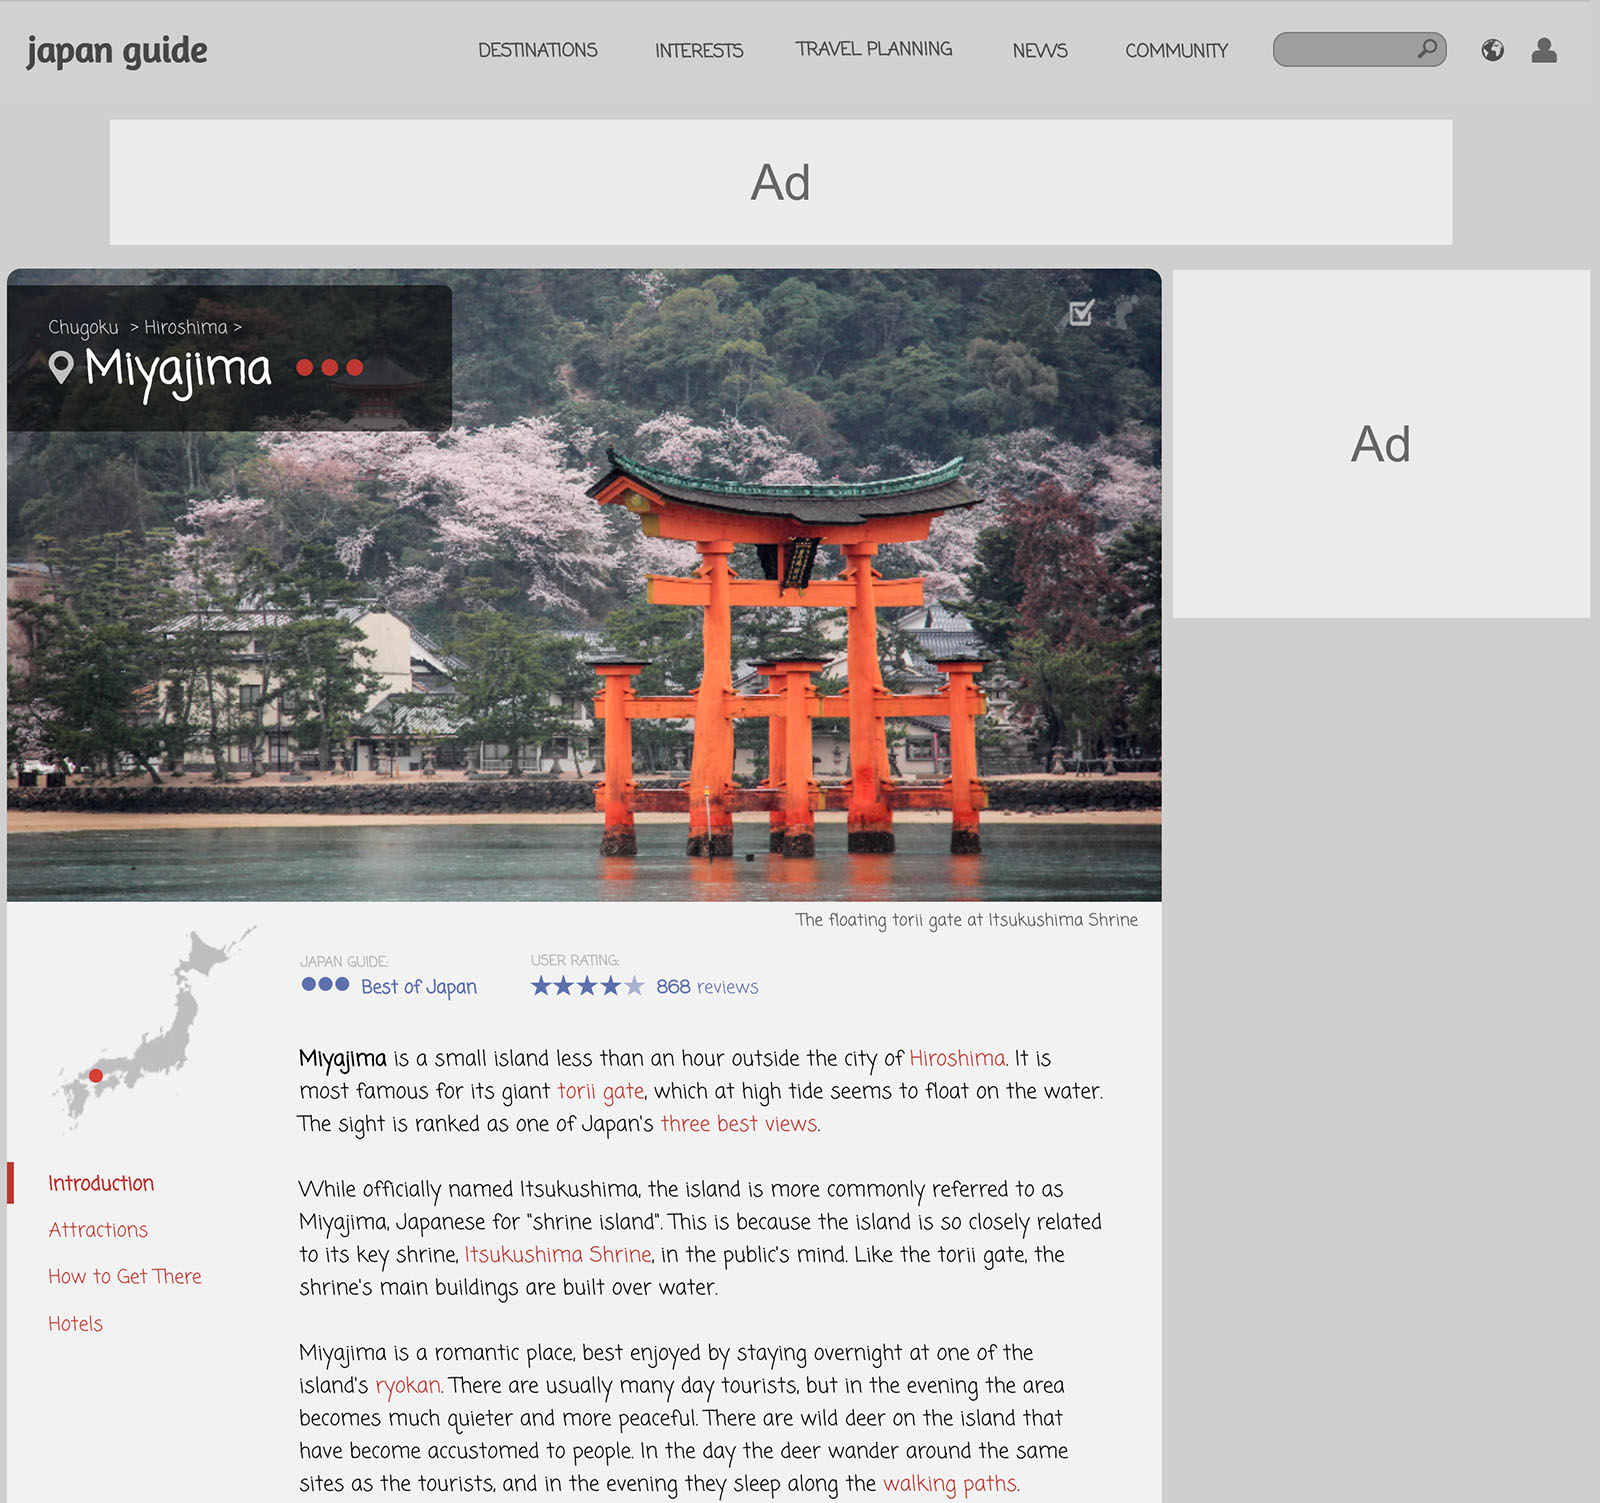 japan guide
DESTINATIONS
INTERESTS
TRAVEL PLANNING
NEWS
COMMUNITY
Ad
Chugoku > Hiroshima >
Miyajima
Ad
The floating torii gate at Itsukushima Shrine
JAPAN GUIDE:
Best of Japan
USER RATING:
868 reviews
Introduction
Attractions
How to Get There
Hotels
Miyajima is a small island less than an hour outside the city of Hiroshima. It is
most famous for its giant torii gate, which at high tide seems to float on the water.
The sight is ranked as one of Japan's three best views.
While officially named Itsukushima, the island is more commonly referred to as
Miyajima, Japanese for "shrine island". This is because the island is so closely related
to its key shrine, Itsukushima Shrine, in the public's mind. Like the torii gate, the
shrine's main buildings are built over water.
Miyajima is a romantic place, best enjoyed by staying overnight at one of the
island's ryokan. There are usually many day tourists, but in the evening the area
becomes much quieter and more peaceful. There are wild deer on the island that
have become accustomed to people. In the day the deer wander around the same
sites as the tourists, and in the evening they sleep along the walking paths.